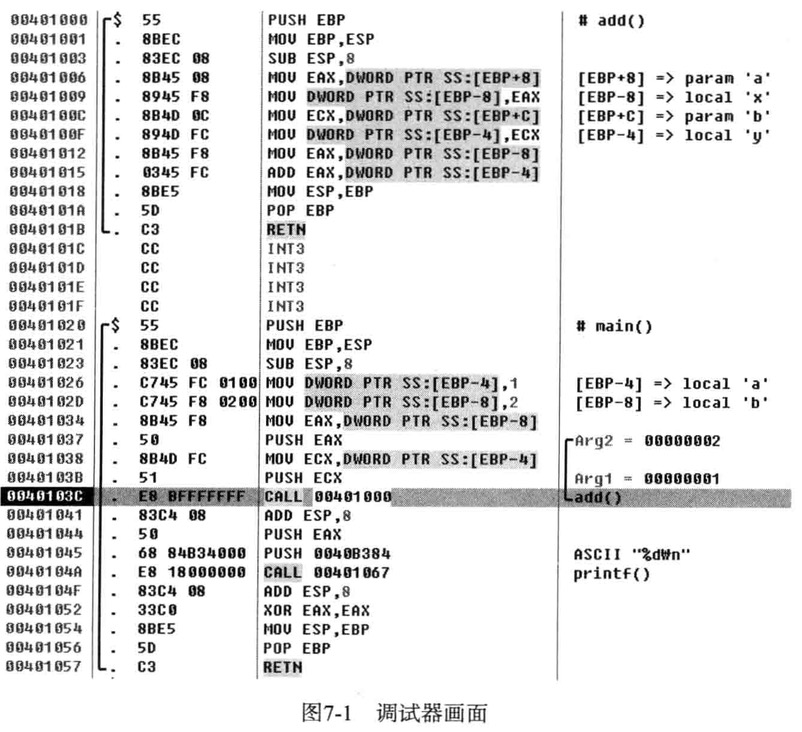 00401000 $ 55 PUSH EBP # add()
00401001 . 8BEC MOV EBP,ESP
00401003 . 83EC 08 SUB ESP,8
00401006 . 8B45 08 MOV EAX,DWORD PTR SS:[EBP+8] [EBP+8] => param 'a'
00401009 . 8945 F8 MOV DWORD PTR SS:[EBP-8],EAX [EBP-8] => local 'x'
0040100C . 8B4D 0C MOV ECX,DWORD PTR SS:[EBP+C] [EBP+C] => param 'b'
0040100F . 894D FC MOV DWORD PTR SS:[EBP-4],ECX [EBP-4] => local 'y'
00401012 . 8B45 F8 MOV EAX,DWORD PTR SS:[EBP-8]
00401015 . 0345 FC ADD EAX,DWORD PTR SS:[EBP-4]
00401018 . 8BE5 MOV ESP,EBP
0040101A . 5D POP EBP
0040101B . C3 RETN
0040101C CC INT3
0040101D CC INT3
0040101E CC INT3
0040101F CC INT3
00401020 $ 55 PUSH EBP # main()
00401021 . 8BEC MOV EBP,ESP
00401023 . 83EC 08 SUB ESP,8
00401026 . C745 FC 0100 MOV DWORD PTR SS:[EBP-4],1 [EBP-4] => local 'a'
0040102D . C745 F8 0200 MOV DWORD PTR SS:[EBP-8],2 [EBP-8] => local 'b'
00401034 . 8B45 F8 MOV EAX,DWORD PTR SS:[EBP-8]
00401037 . 50 PUSH EAX Arg2 = 00000002
00401038 . 8B4D FC MOV ECX,DWORD PTR SS:[EBP-4]
0040103B . 51 PUSH ECX Arg1 = 00000001
0040103C . E8 BFFFFFFF CALL 00401000 add()
00401041 . 83C4 08 ADD ESP,8
00401044 . 50 PUSH EAX
00401045 . 68 84B34000 PUSH 0040B384 ASCII "%d₩n"
0040104A . E8 18000000 CALL 00401067 printf()
0040104F . 83C4 08 ADD ESP,8
00401052 . 33C0 XOR EAX,EAX
00401054 . 8BE5 MOV ESP,EBP
00401056 . 5D POP EBP
00401057 . C3 RETN
图7-1 调试器画面